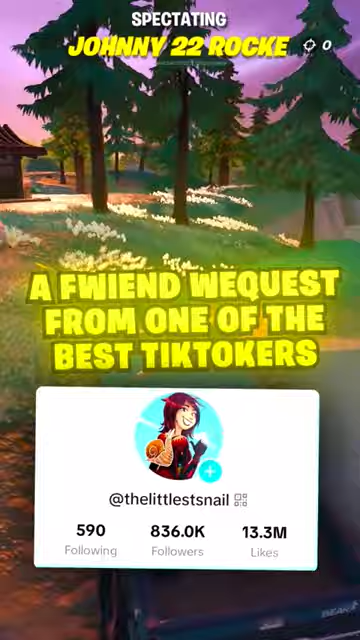 SPECTATING
JOHNNY 22 ROCKE 0
A FWIEND WEQUEST
FROM ONE OF THE
BEST TIKTOKERS
@thelittlestsnail
590 836.0K 13.3M
Following Followers Likes